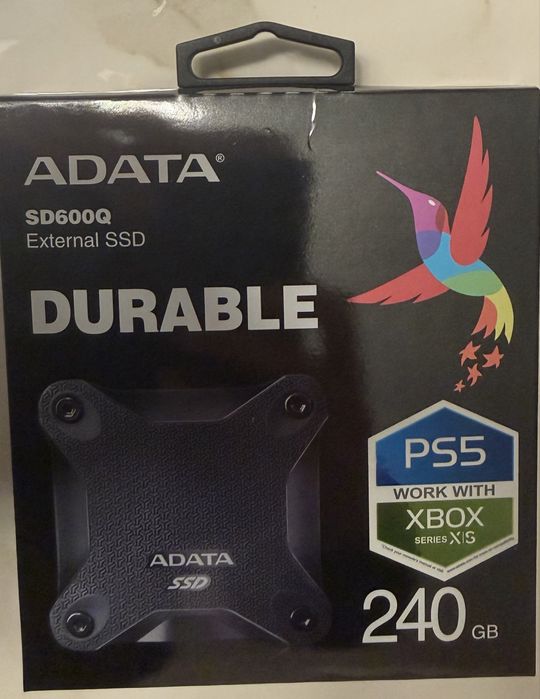 ADATA®
SD600Q
External SSD
DURABLE
PS5
WORK WITH
XBOX
SERIES X|S
ADATA
SSD
240 GB